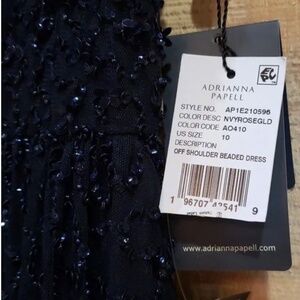 ADRIANNA
PAPELL
STYLE NO. AP1E210596
COLOR DESC NVYROSEGLD
COLOR CODE AO410
US SIZE 10
DESCRIPTION
OFF SHOULDER BEADED DRESS
1 96707 42541 9
www.adriannapapell.com